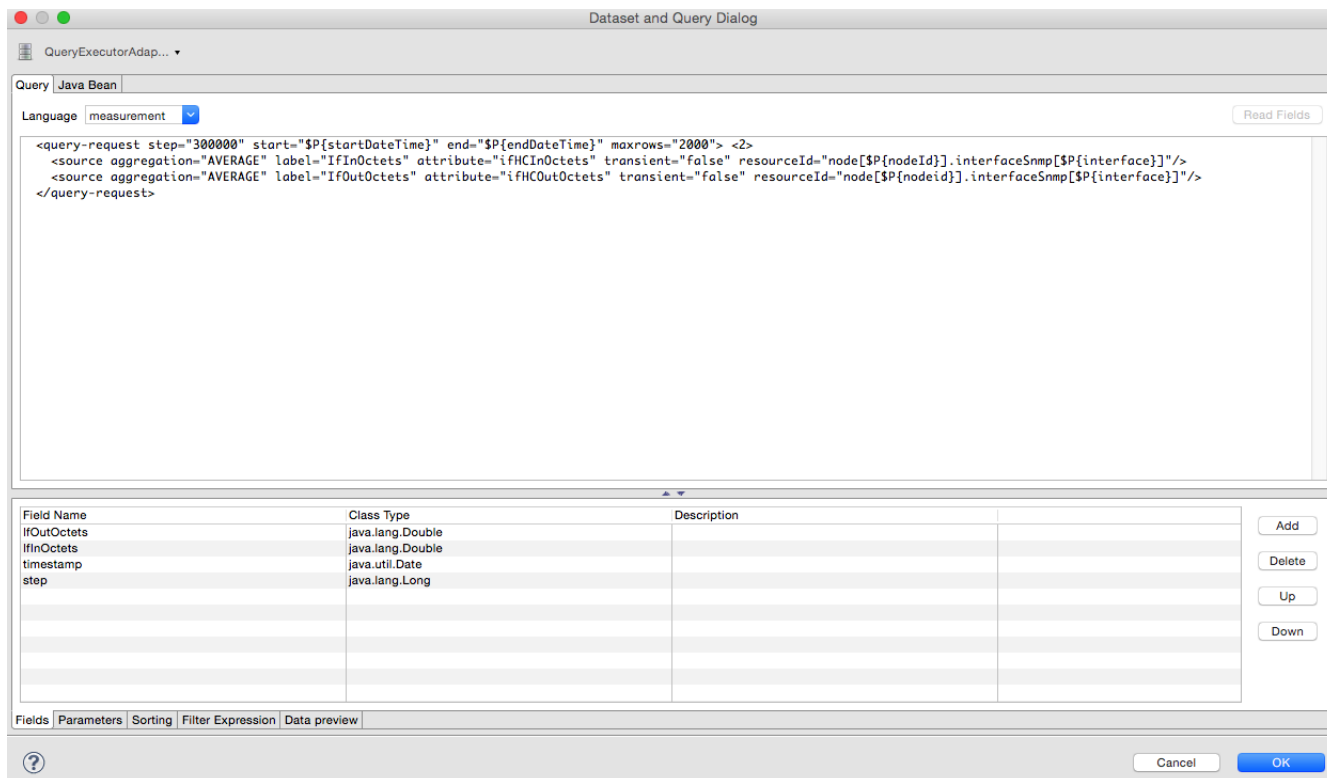 Dataset and Query Dialog
QueryExecutorAdap...
Query Java Bean
Language measurement Read Fields
<query-request step="300000" start="$P{startDateTime}" end="$P{endDateTime}" maxrows="2000"> <2>
<source aggregation="AVERAGE" label="IfInOctets" attribute="ifHCInOctets" transient="false" resourceId="node[$P{nodeId}].interfaceSnmp[$P{interface}]"/>
<source aggregation="AVERAGE" label="IfOutOctets" attribute="ifHCOutOctets" transient="false" resourceId="node[$P{nodeid}].interfaceSnmp[$P{interface}]"/>
</query-request>
Field Name Class Type Description
IfOutOctets java.lang.Double
IfInOctets java.lang.Double
timestamp java.util.Date
step java.lang.Long
Add
Delete
Up
Down
Fields Parameters Sorting Filter Expression Data preview
? Cancel OK